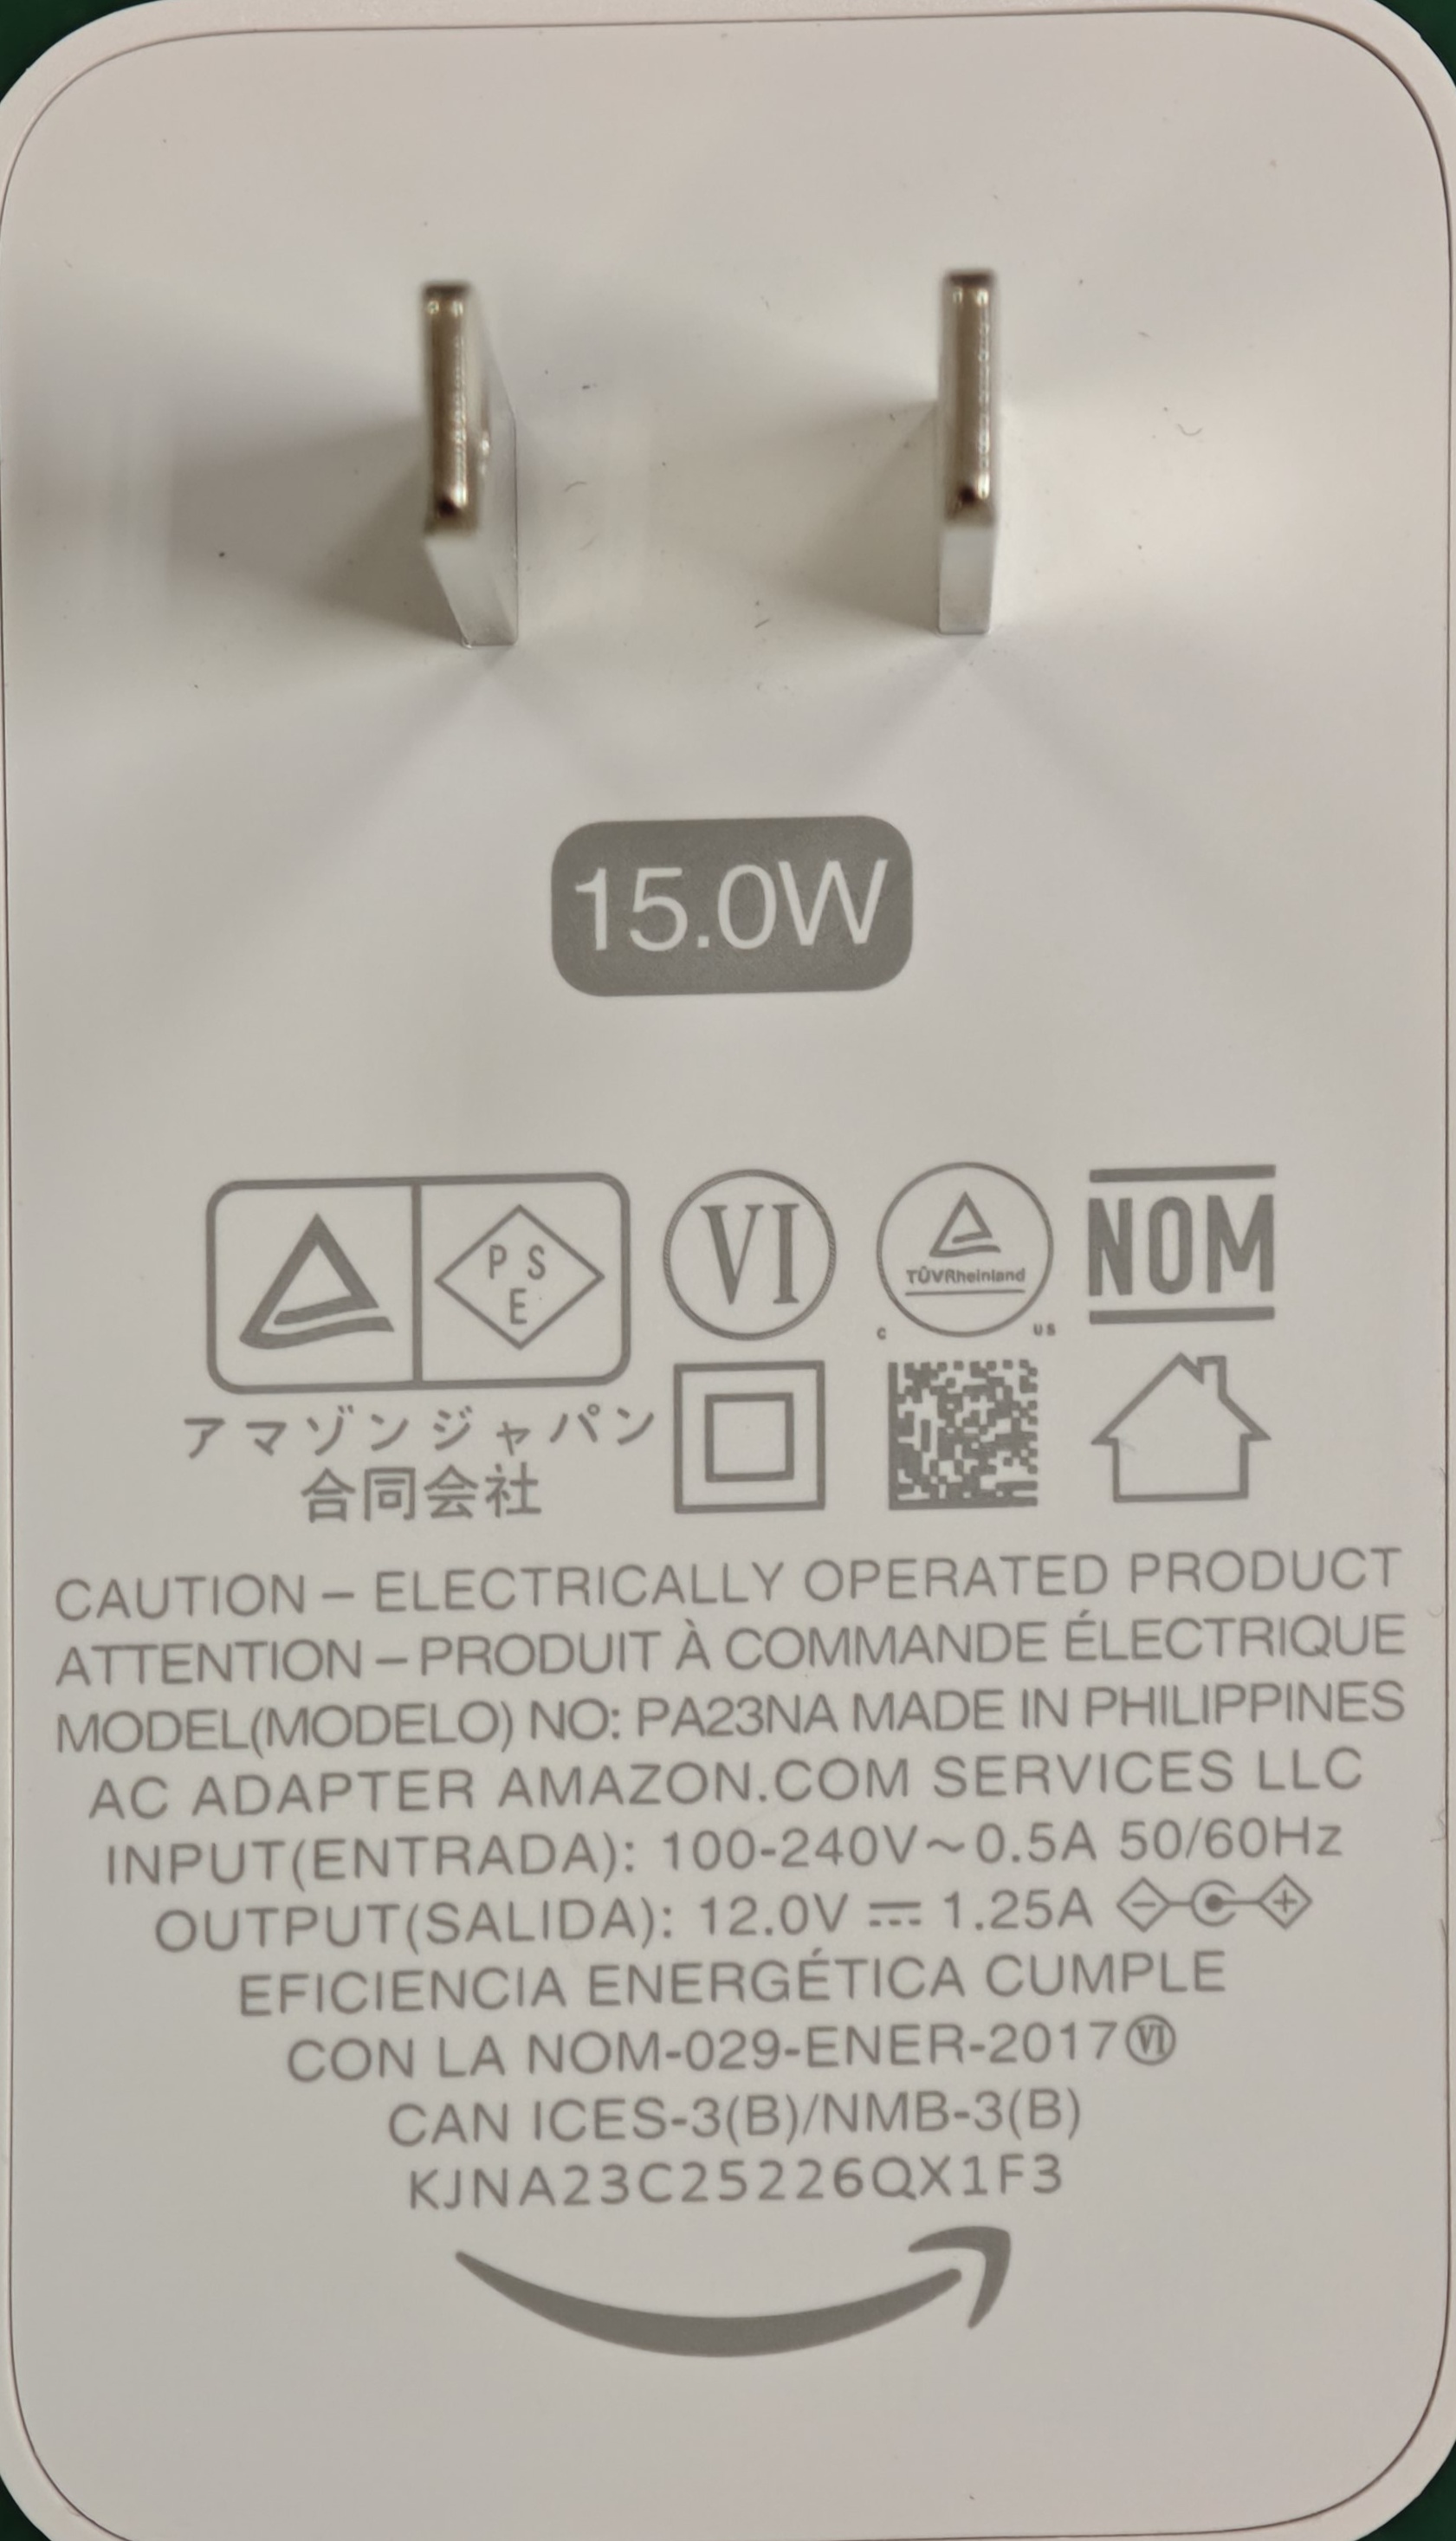 15.0W
P S
E
VI
TÜVRheinland
C US
NOM
アマゾンジャパン
合同会社
CAUTION – ELECTRICALLY OPERATED PRODUCT
ATTENTION – PRODUIT À COMMANDE ÉLECTRIQUE
MODEL(MODELO) NO: PA23NA MADE IN PHILIPPINES
AC ADAPTER AMAZON.COM SERVICES LLC
INPUT(ENTRADA): 100-240V~0.5A 50/60Hz
OUTPUT(SALIDA): 12.0V ⎓ 1.25A
EFICIENCIA ENERGÉTICA CUMPLE
CON LA NOM-029-ENER-2017 VI
CAN ICES-3(B)/NMB-3(B)
KJNA23C25226QX1F3